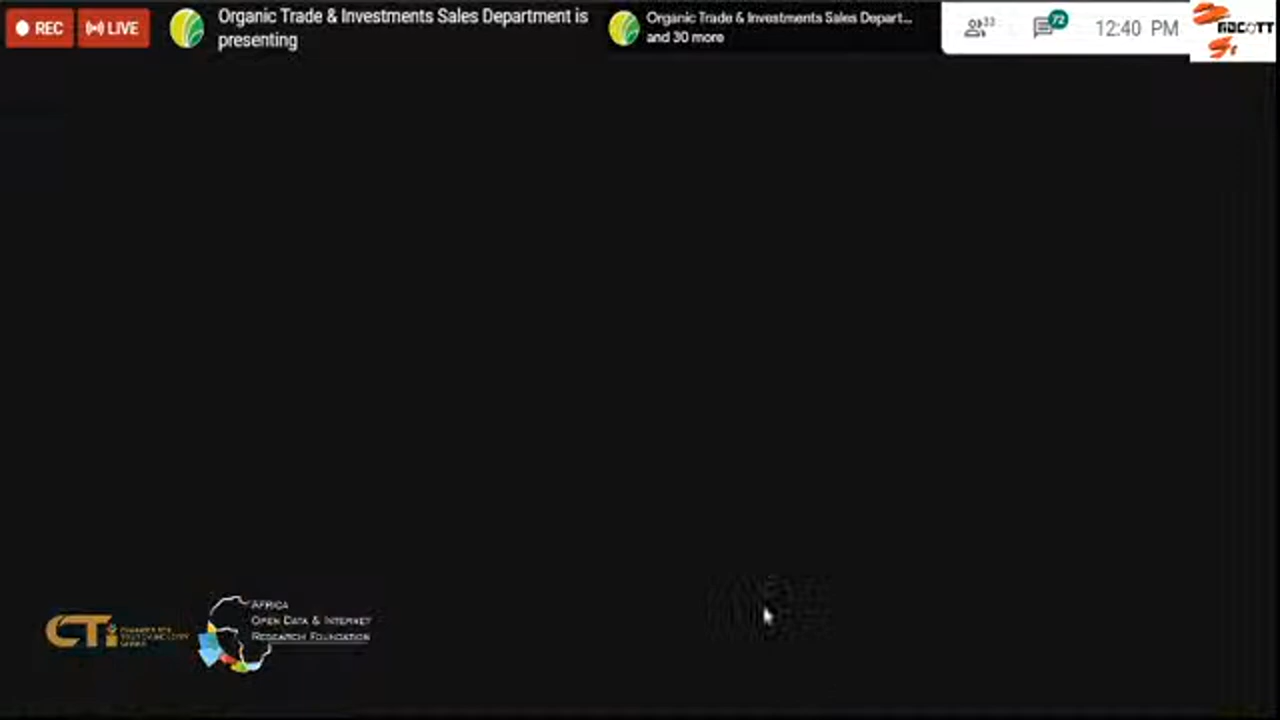 REC
LIVE
Organic Trade & Investments Sales Department is
presenting
Organic Trade & Investments Sales Depart...
and 30 more
33
72
12:40 PM
CTi
AFRICA
OPEN DATA & INTERNET
RESEARCH FOUNDATION